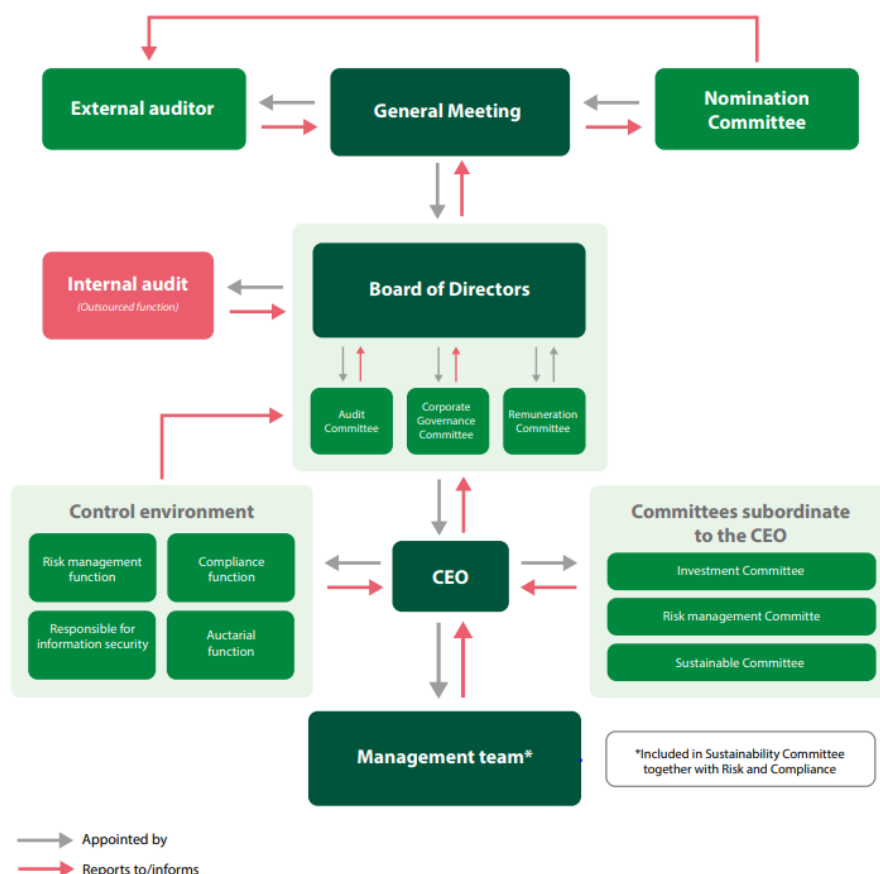 External auditor
General Meeting
Nomination
Committee
Internal audit
(Outsourced function)
Board of Directors
Audit
Committee
Corporate
Governance
Committee
Remuneration
Committee
Control environment
Risk management
function
Compliance
function
Responsible for
information security
Auctarial
function
CEO
Committees subordinate
to the CEO
Investment Committee
Risk management Committe
Sustainable Committee
Management team*
*Included in Sustainability Committee
together with Risk and Compliance
Appointed by
Reports to/informs